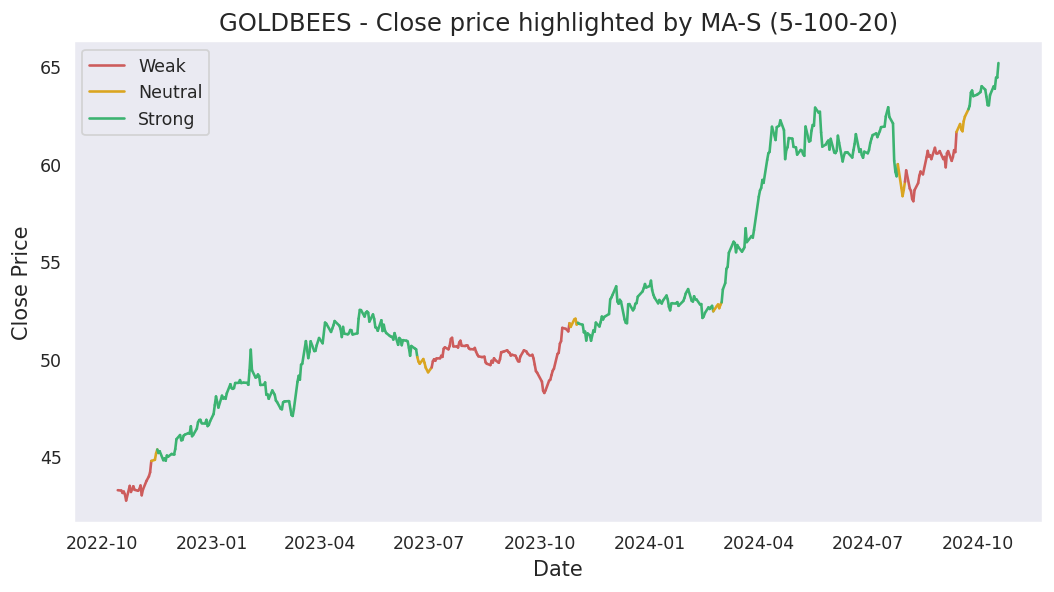 GOLDBEES - Close price highlighted by MA-S (5-100-20)
Weak
Neutral
Strong
65
60
55
50
45
Close Price
2022-10 2023-01 2023-04 2023-07 2023-10 2024-01 2024-04 2024-07 2024-10
Date